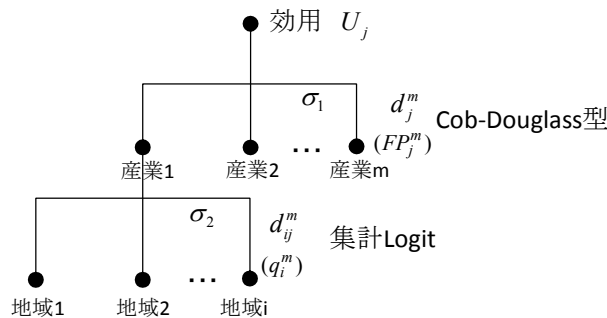 効用 U_j
σ_1
d_j^m
(FP_j^m)
Cob-Douglass型
産業1 産業2 … 産業m
σ_2
d_{ij}^m
(q_i^m)
集計Logit
地域1 地域2 … 地域i